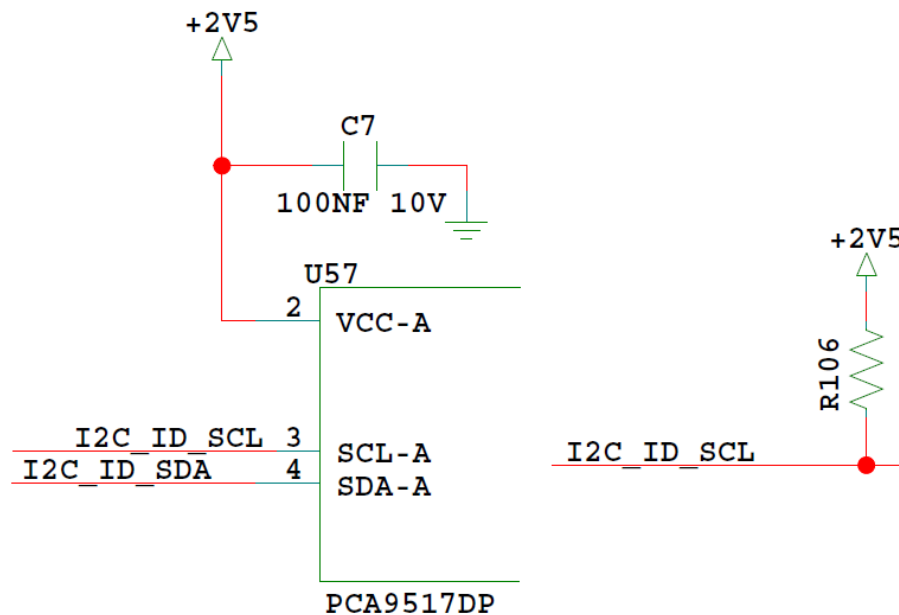 +2V5
C7
100NF 10V
U57
2
VCC-A
I2C_ID_SCL 3
SCL-A
I2C_ID_SDA 4
SDA-A
PCA9517DP
+2V5
R106
I2C_ID_SCL